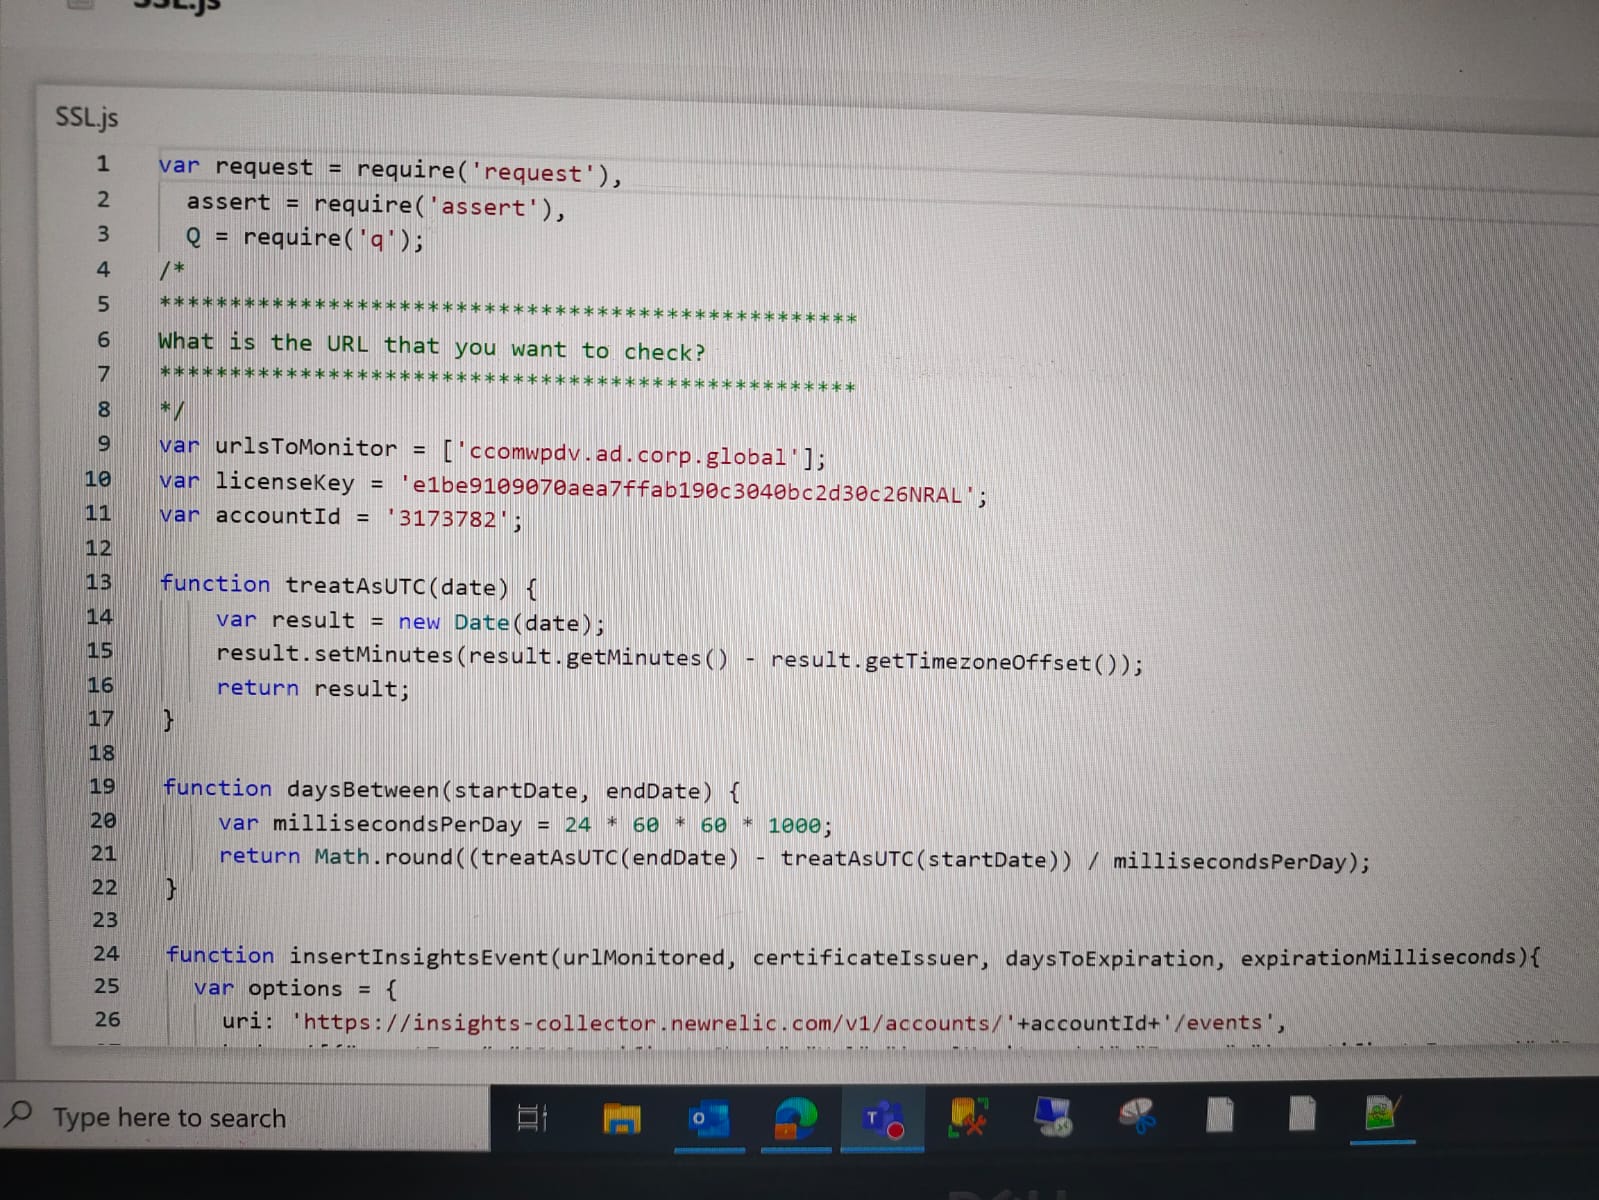 SSL.js
SSL.js
1 var request = require('request'),
2 assert = require('assert'),
3 Q = require('q');
4 /*
5 **************************************************
6 What is the URL that you want to check?
7 **************************************************
8 */
9 var urlsToMonitor = ['ccomwpdv.ad.corp.global'];
10 var licenseKey = 'e1be9109070aea7ffab190c3040bc2d30c26NRAL';
11 var accountId = '3173782';
12
13 function treatAsUTC(date) {
14 var result = new Date(date);
15 result.setMinutes(result.getMinutes() - result.getTimezoneOffset());
16 return result;
17 }
18
19 function daysBetween(startDate, endDate) {
20 var millisecondsPerDay = 24 * 60 * 60 * 1000;
21 return Math.round((treatAsUTC(endDate) - treatAsUTC(startDate)) / millisecondsPerDay);
22 }
23
24 function insertInsightsEvent(urlMonitored, certificateIssuer, daysToExpiration, expirationMilliseconds){
25 var options = {
26 uri: 'https://insights-collector.newrelic.com/v1/accounts/'+accountId+'/events',
Type here to search